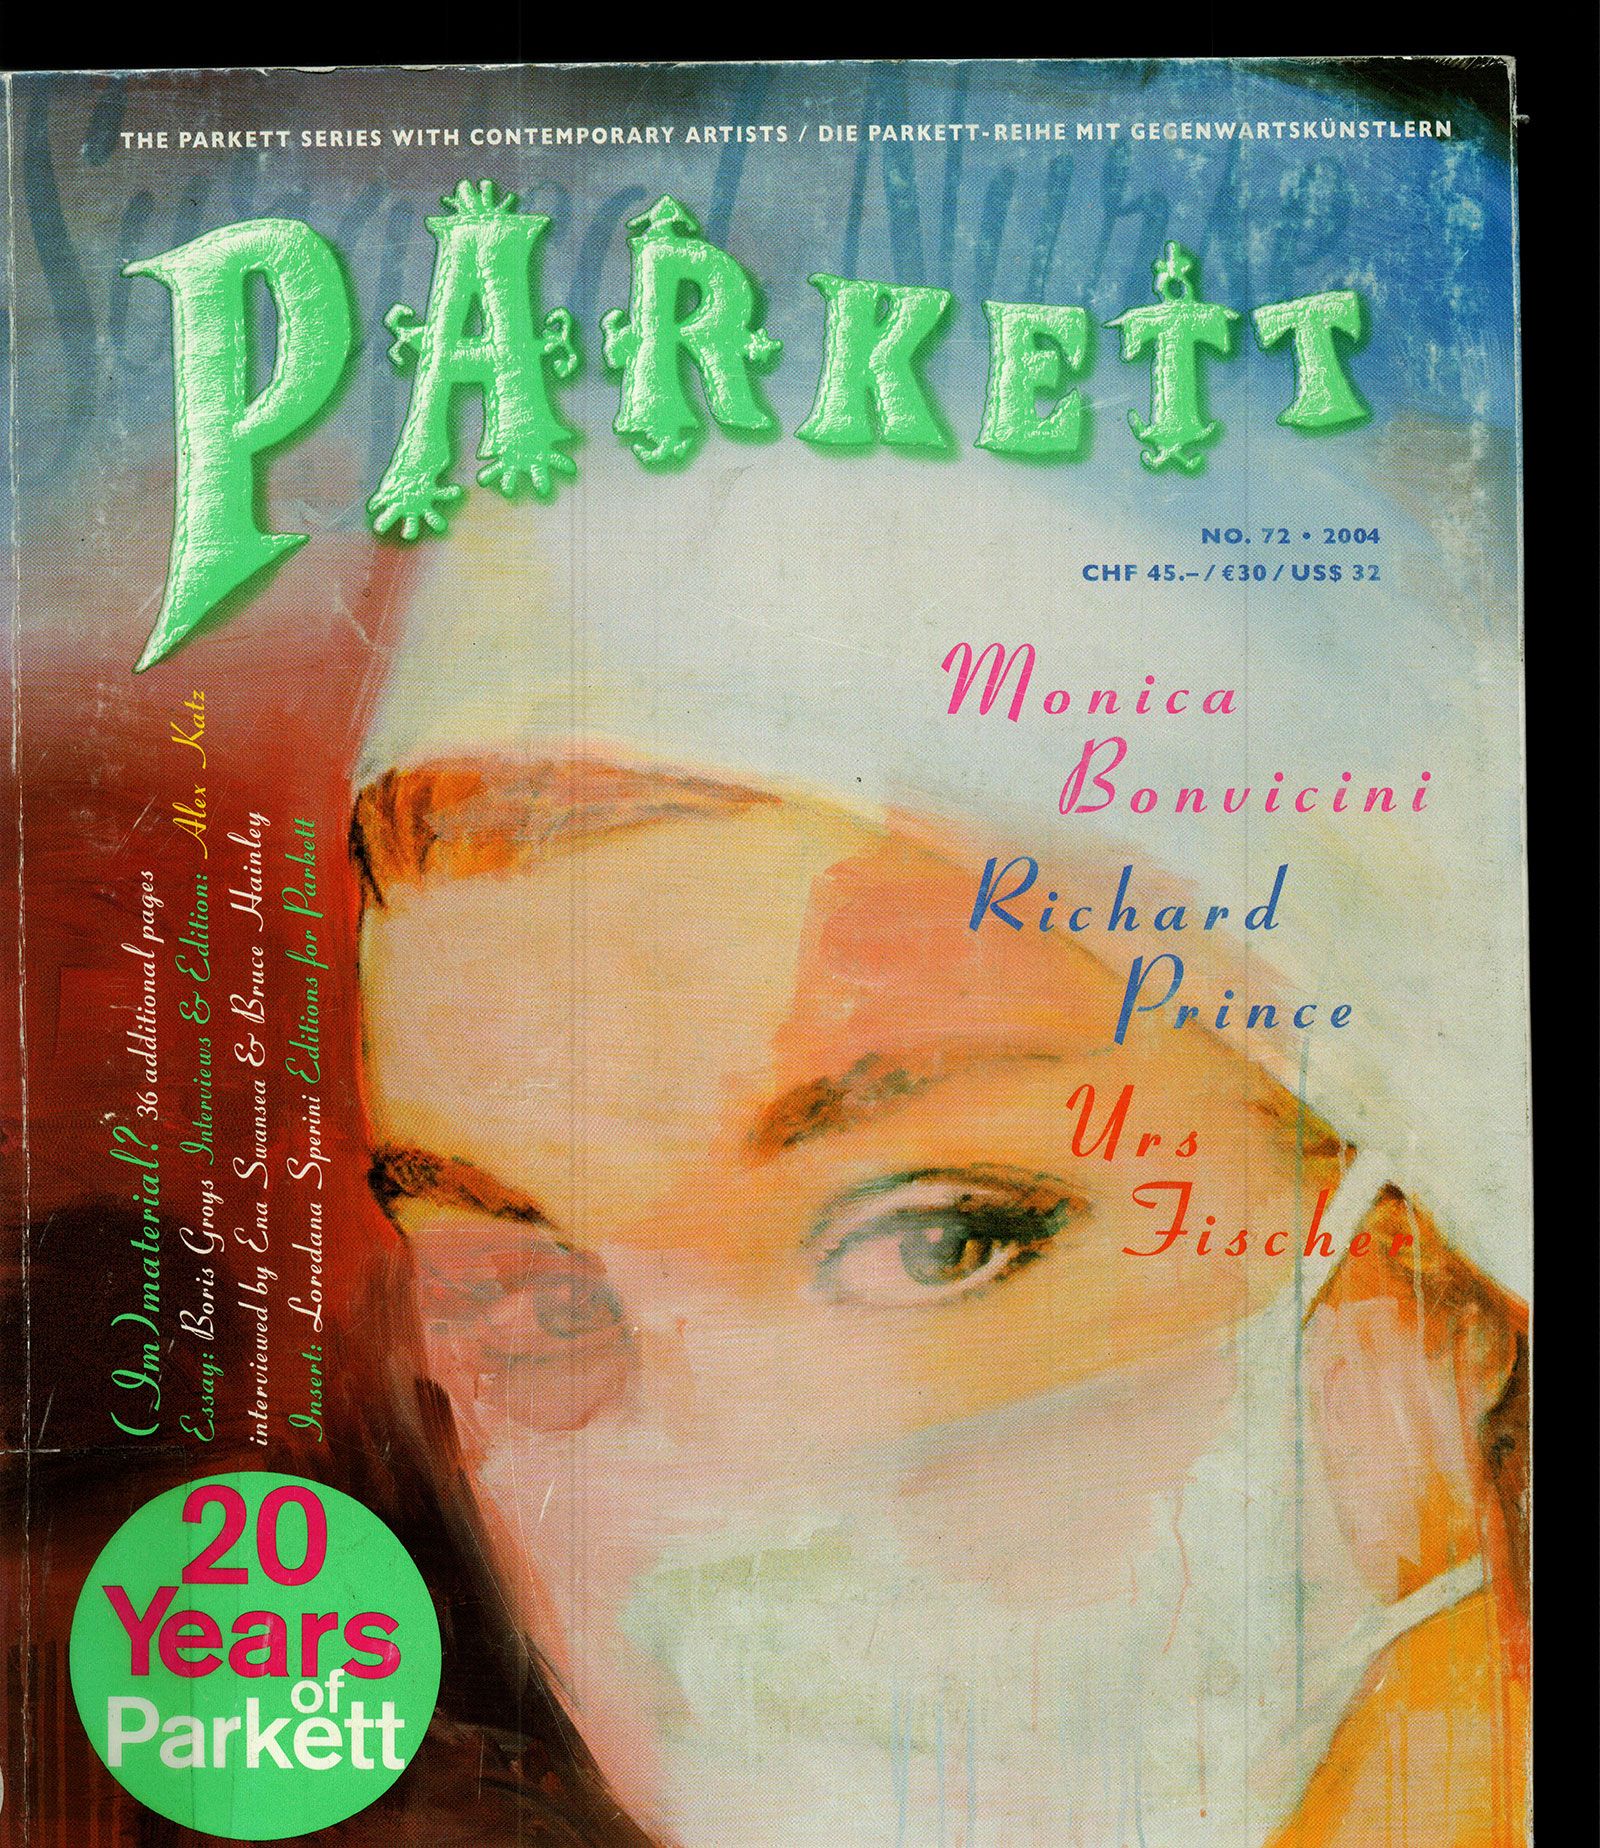 THE PARKETT SERIES WITH CONTEMPORARY ARTISTS / DIE PARKETT-REIHE MIT GEGENWARTSKÜNSTLERN
PARKETT
NO. 72 • 2004
CHF 45.– / €30 / US$ 32
Monica
Bonvicini
Richard
Prince
Urs
Fischer
(Im)material? 36 additional pages
Essay: Boris Groys Interviews & Edition: Alex Katz
interviewed by Ena Swansea & Bruce Hainley
Insert: Loredana Sperini Editions for Parkett
20
Years
of
Parkett